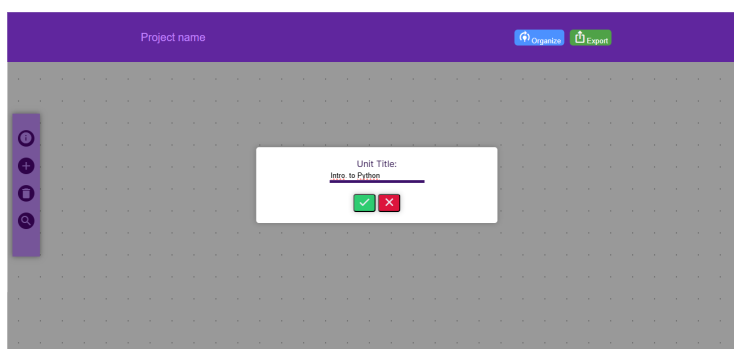 Project name
Organize
Export
Unit Title:
Intro. to Python